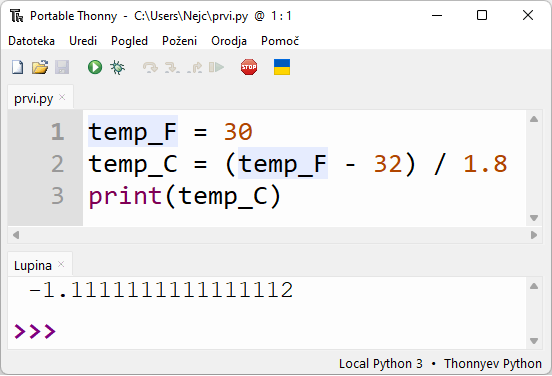 Portable Thonny - C:\Users\Nejc\prvi.py @ 1:1
Datoteka Uredi Pogled Poženi Orodja Pomoč
STOP
prvi.py
1 temp_F = 30
2 temp_C = (temp_F - 32) / 1.8
3 print(temp_C)
Lupina
-1.1111111111111112
>>>
Local Python 3 • Thonnyev Python